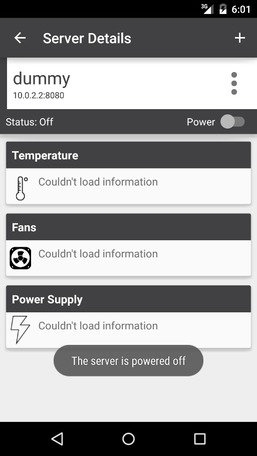 3G 6:01
Server Details
dummy
10.0.2.2:8080
Status: Off Power
Temperature
Couldn't load information
Fans
Couldn't load information
Power Supply
Couldn't load information
The server is powered off